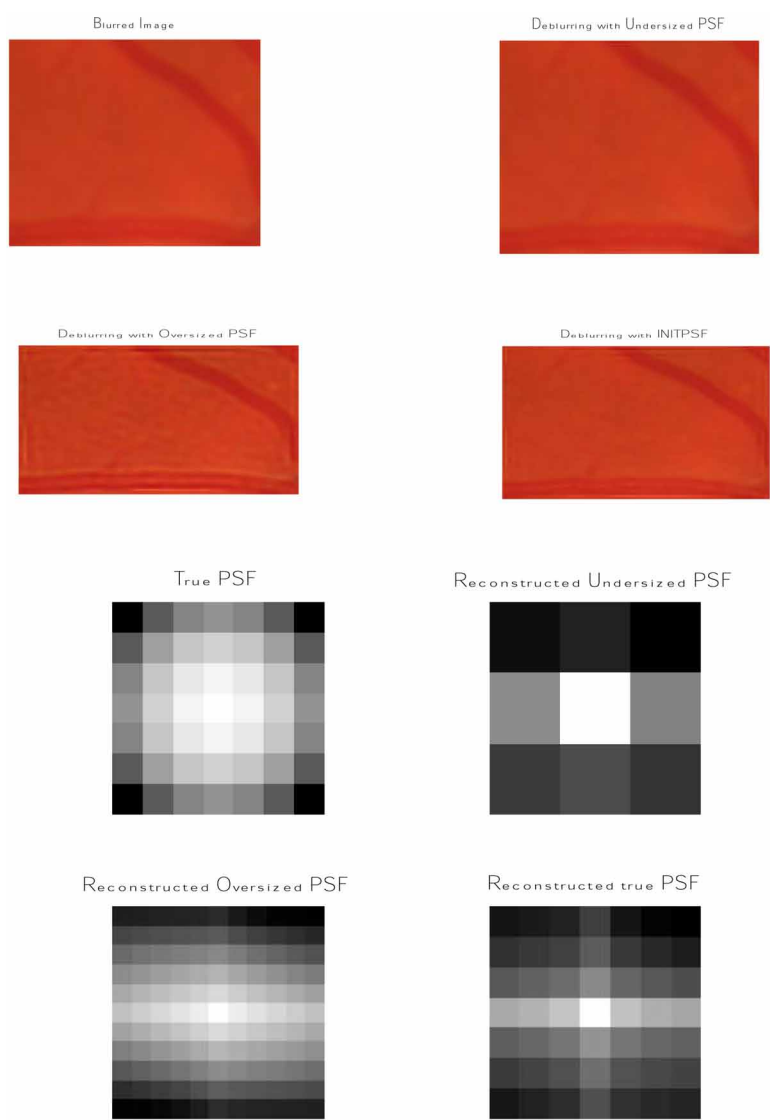 Blurred Image
Deblurring with Undersized PSF
Deblurring with Oversized PSF
Deblurring with INITPSF
True PSF
Reconstructed Undersized PSF
Reconstructed Oversized PSF
Reconstructed true PSF